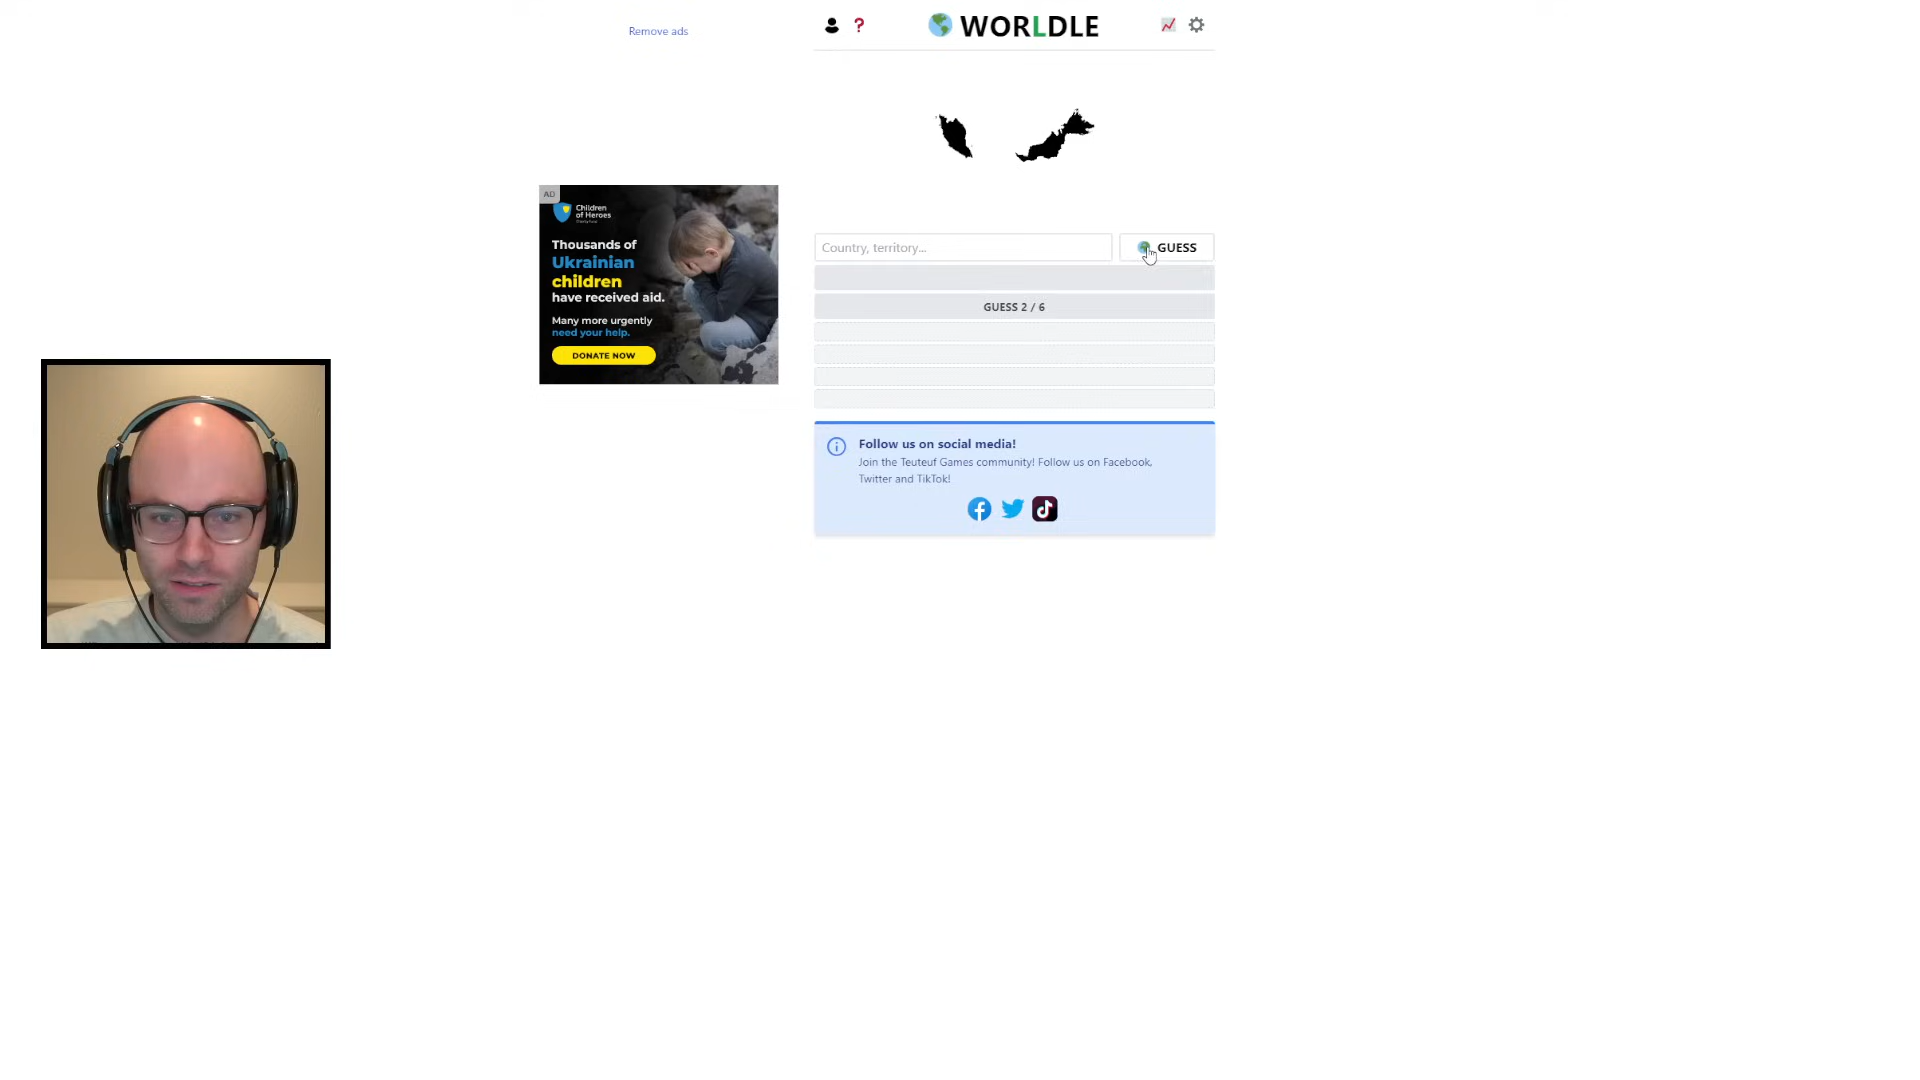 Remove ads
?
WORLDLE
AD
Children
of Heroes
Thousands of
Ukrainian
children
have received aid.
Many more urgently
need your help.
DONATE NOW
Country, territory...
GUESS
GUESS 2 / 6
Follow us on social media!
Join the Teuteuf Games community! Follow us on Facebook,
Twitter and TikTok!